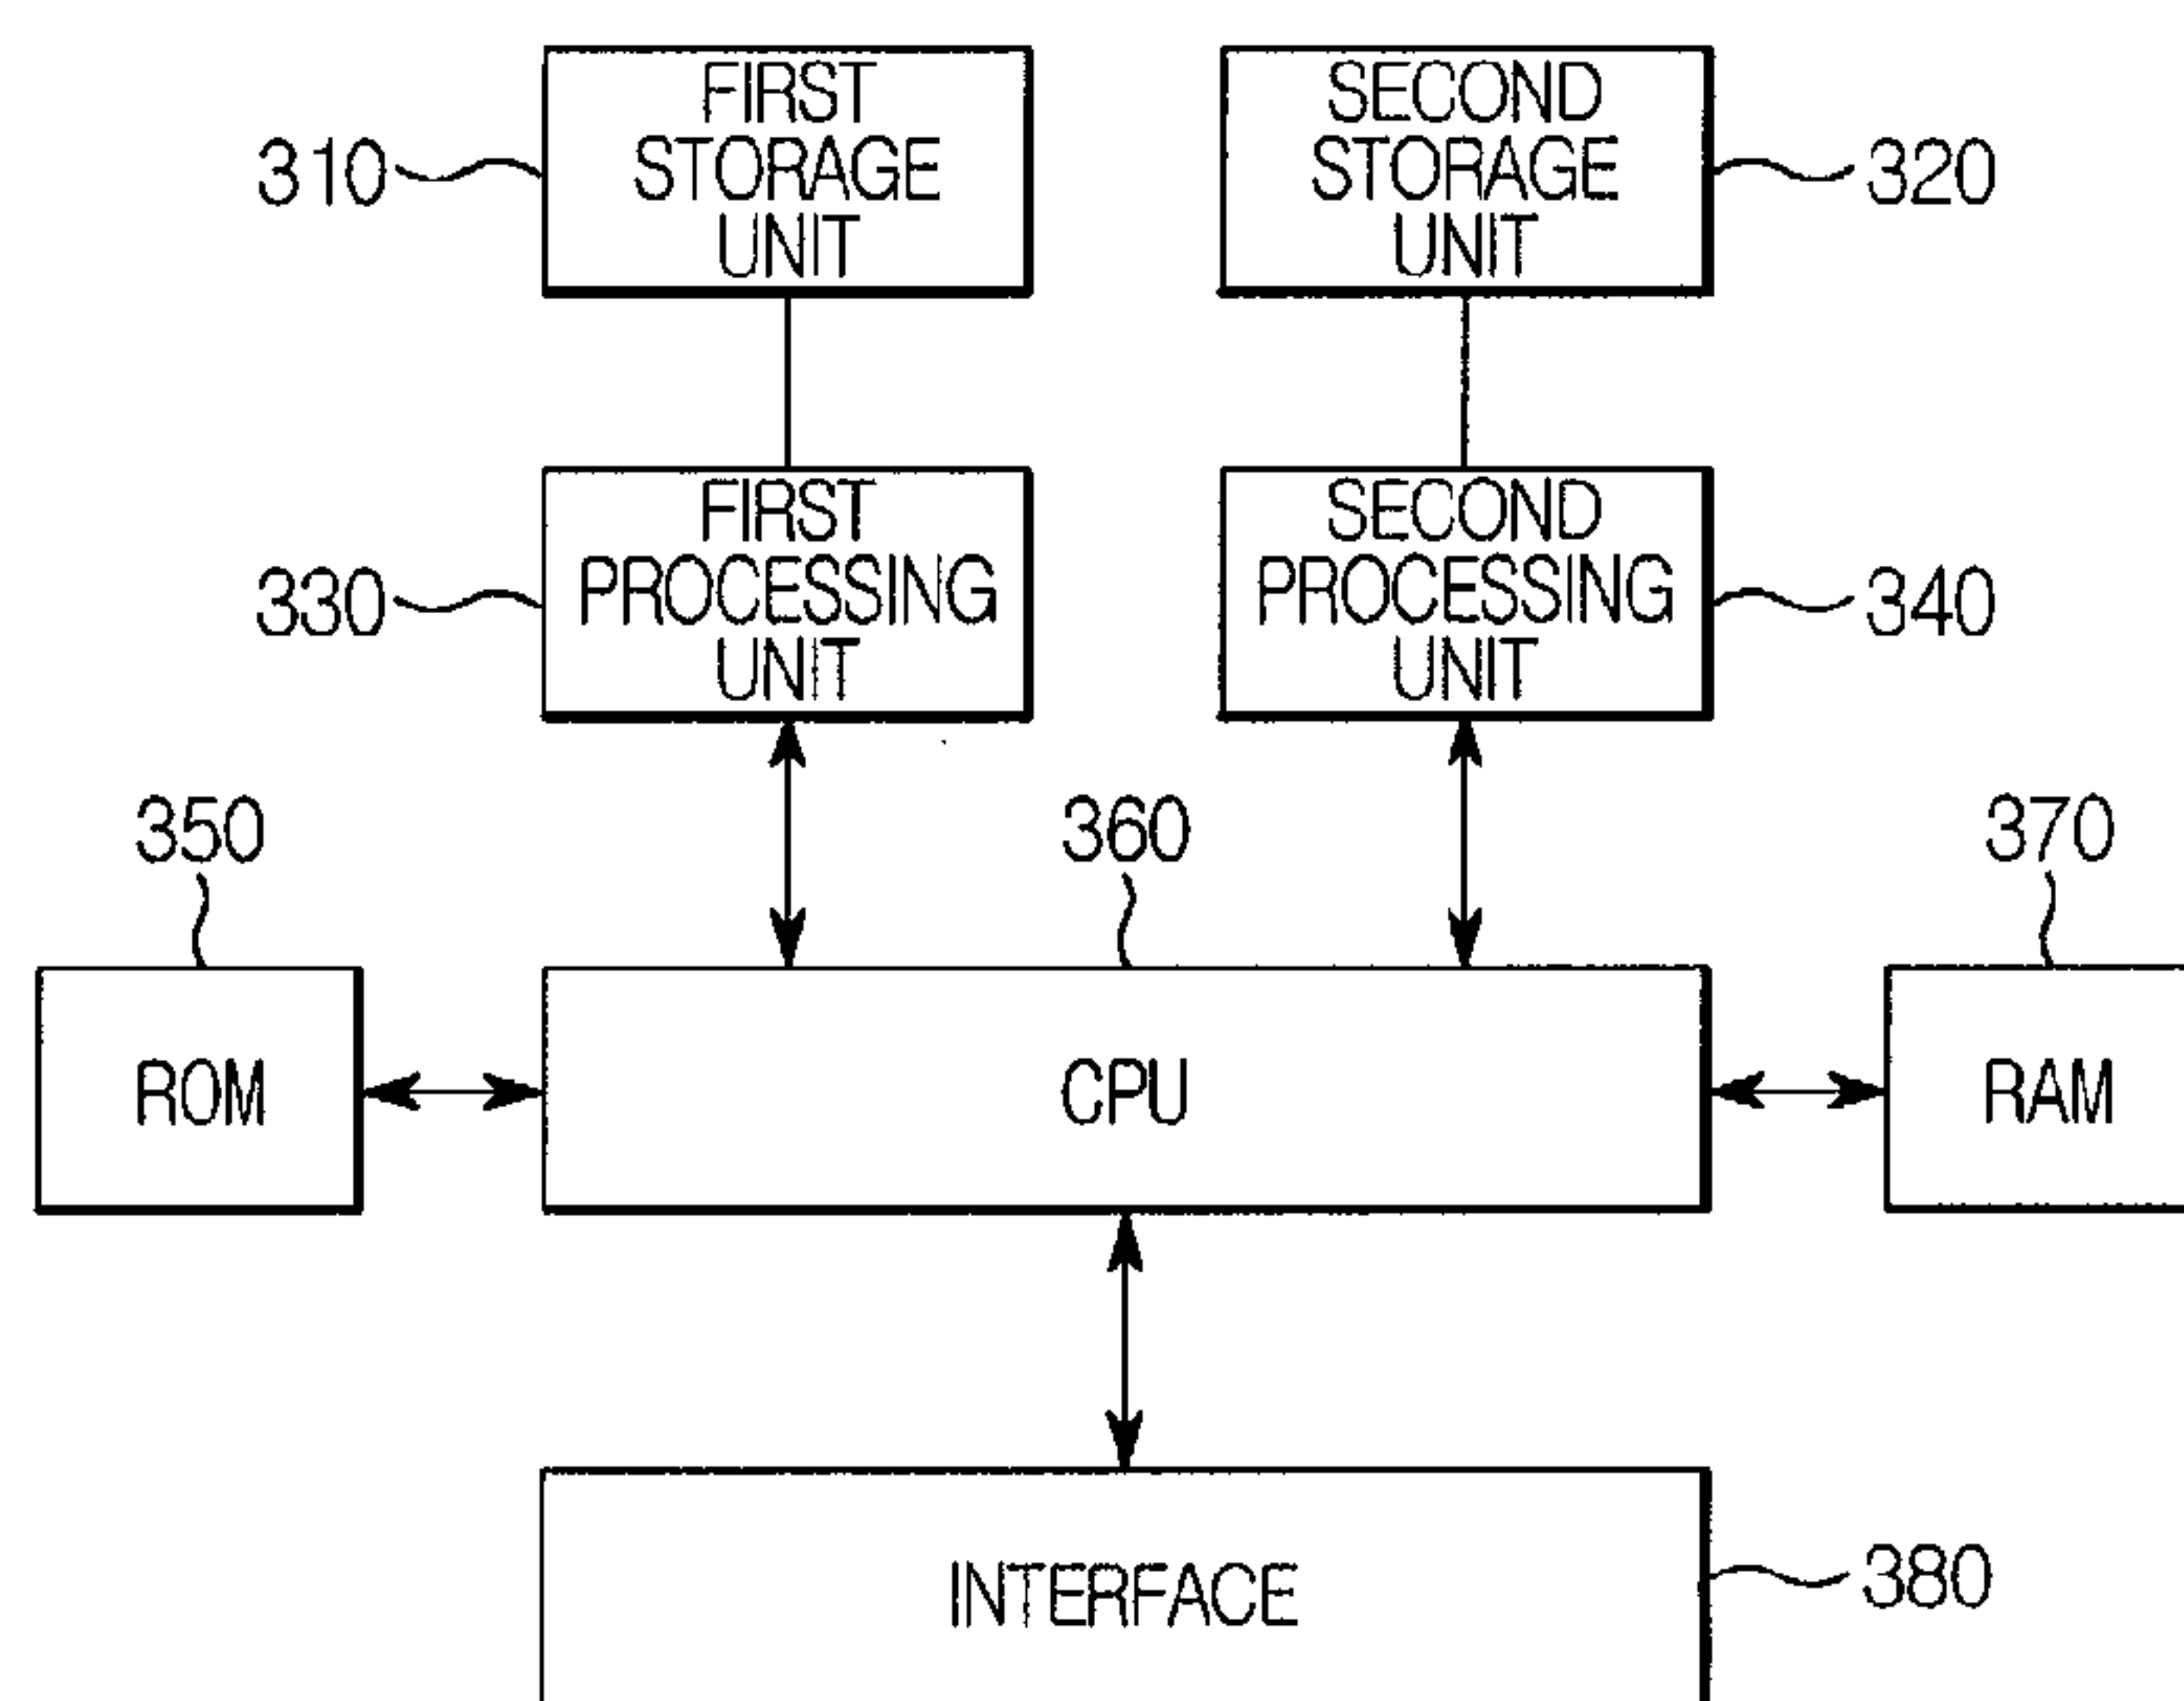 FIRST
STORAGE
UNIT
310
SECOND
STORAGE
UNIT
320
FIRST
PROCESSING
UNIT
330
SECOND
PROCESSING
UNIT
340
350
360
370
ROM
CPU
RAM
INTERFACE
380